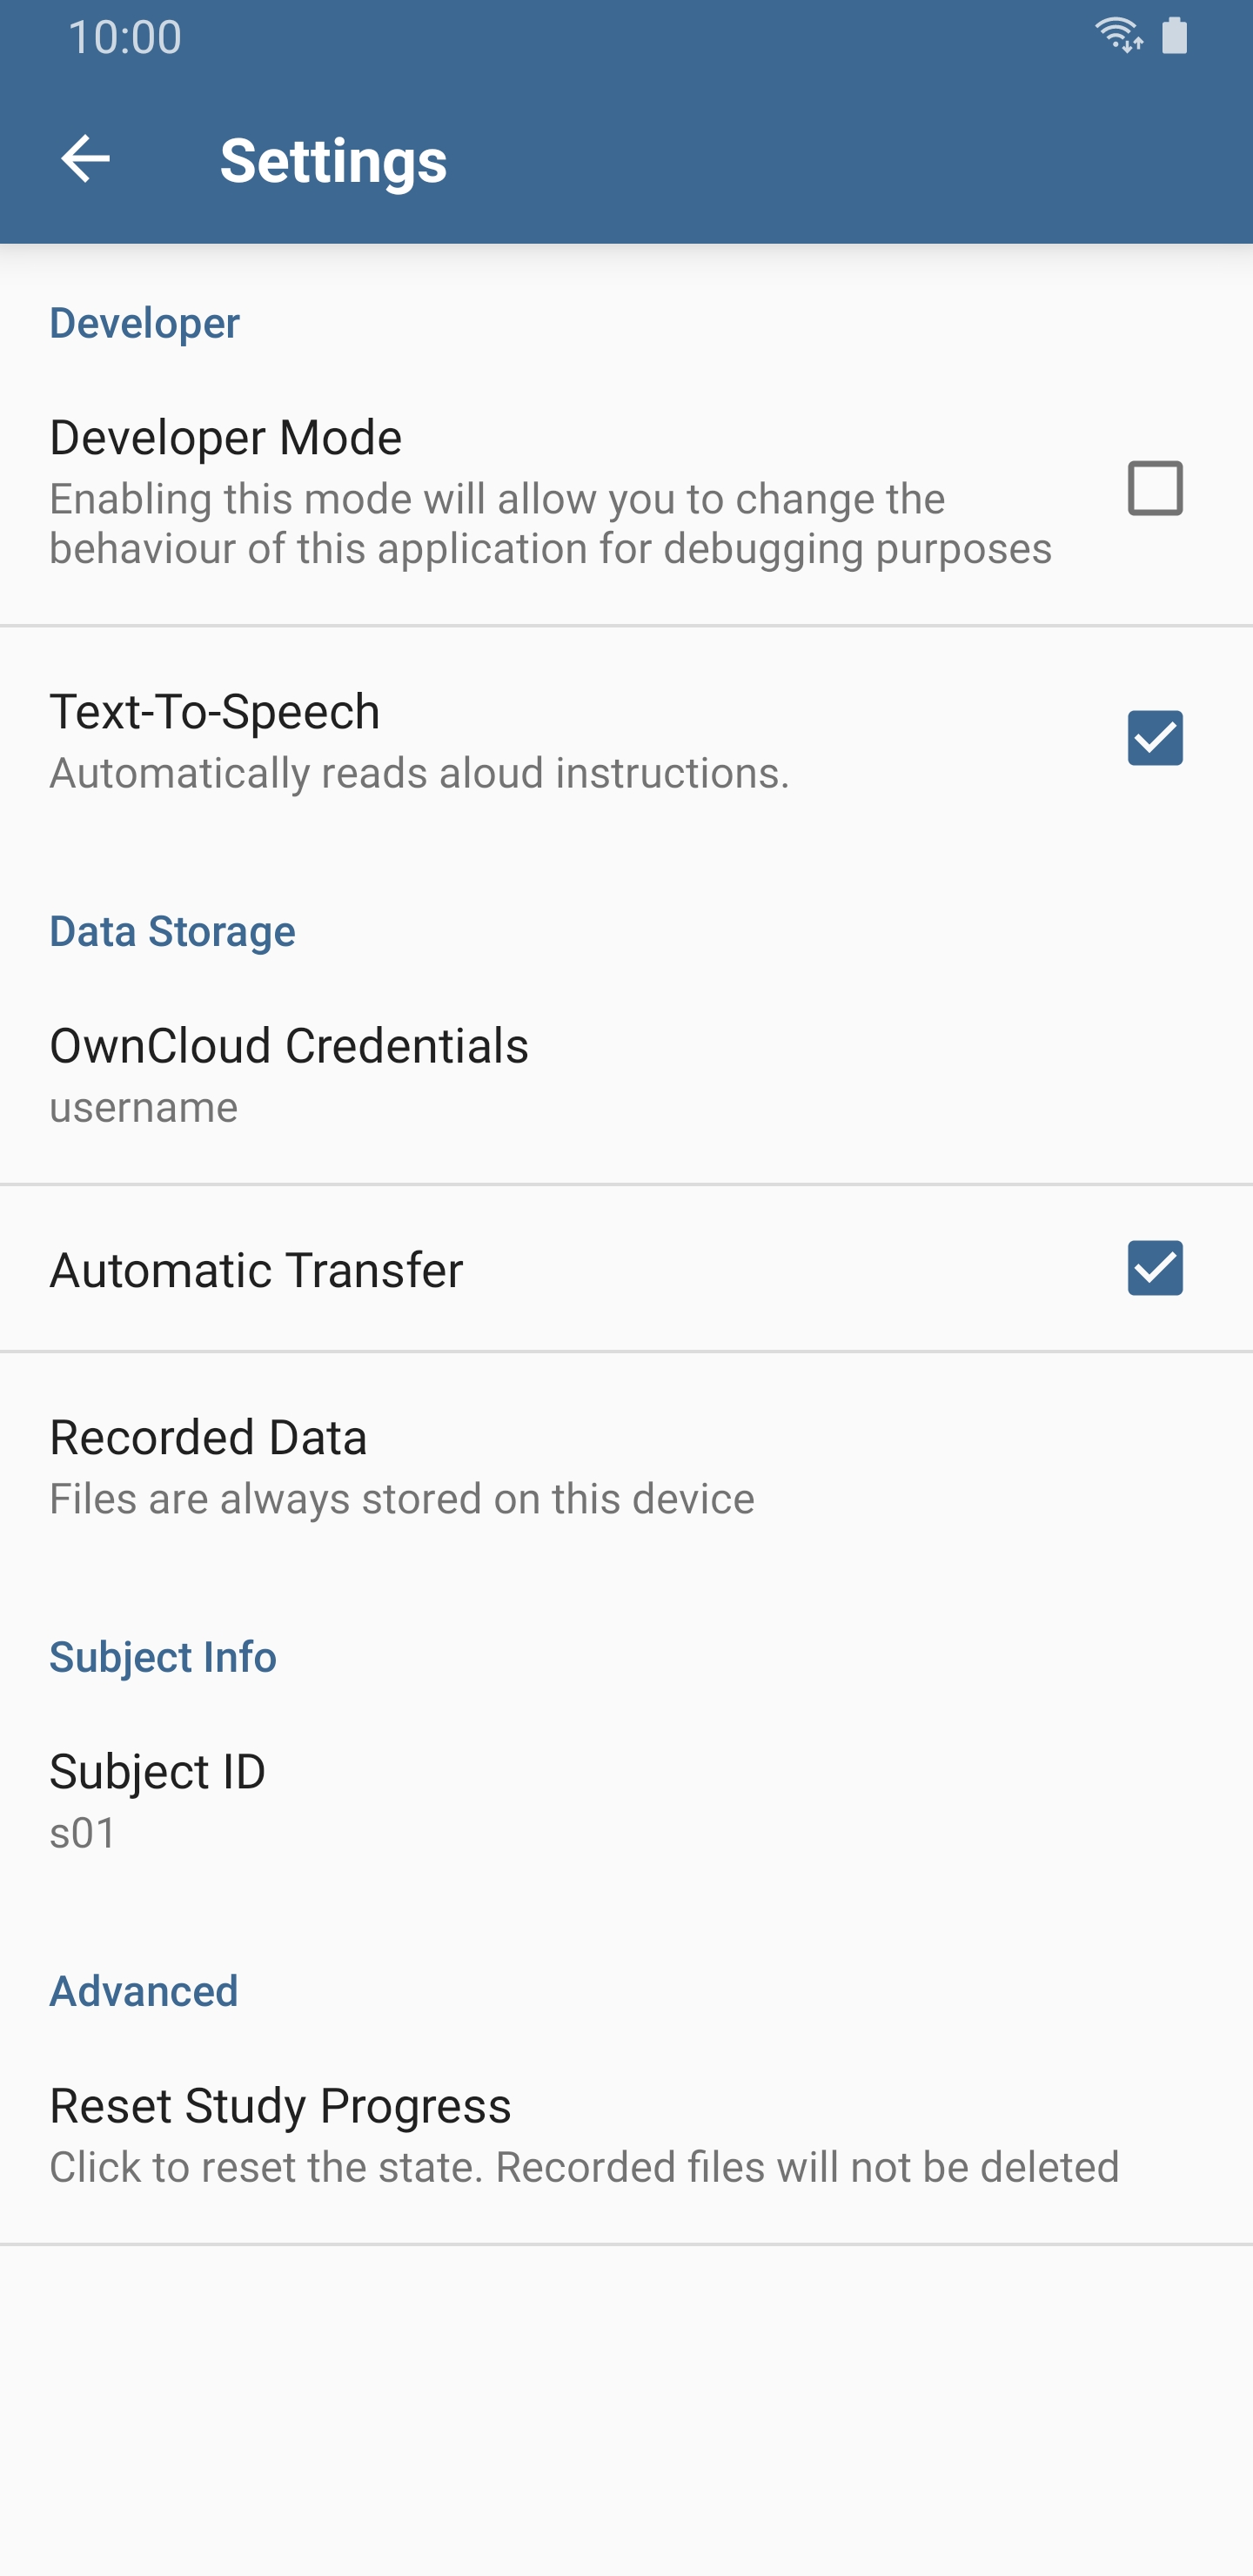 10:00
Settings
Developer
Developer Mode
Enabling this mode will allow you to change the
behaviour of this application for debugging purposes
Text-To-Speech
Automatically reads aloud instructions.
Data Storage
OwnCloud Credentials
username
Automatic Transfer
Recorded Data
Files are always stored on this device
Subject Info
Subject ID
s01
Advanced
Reset Study Progress
Click to reset the state. Recorded files will not be deleted